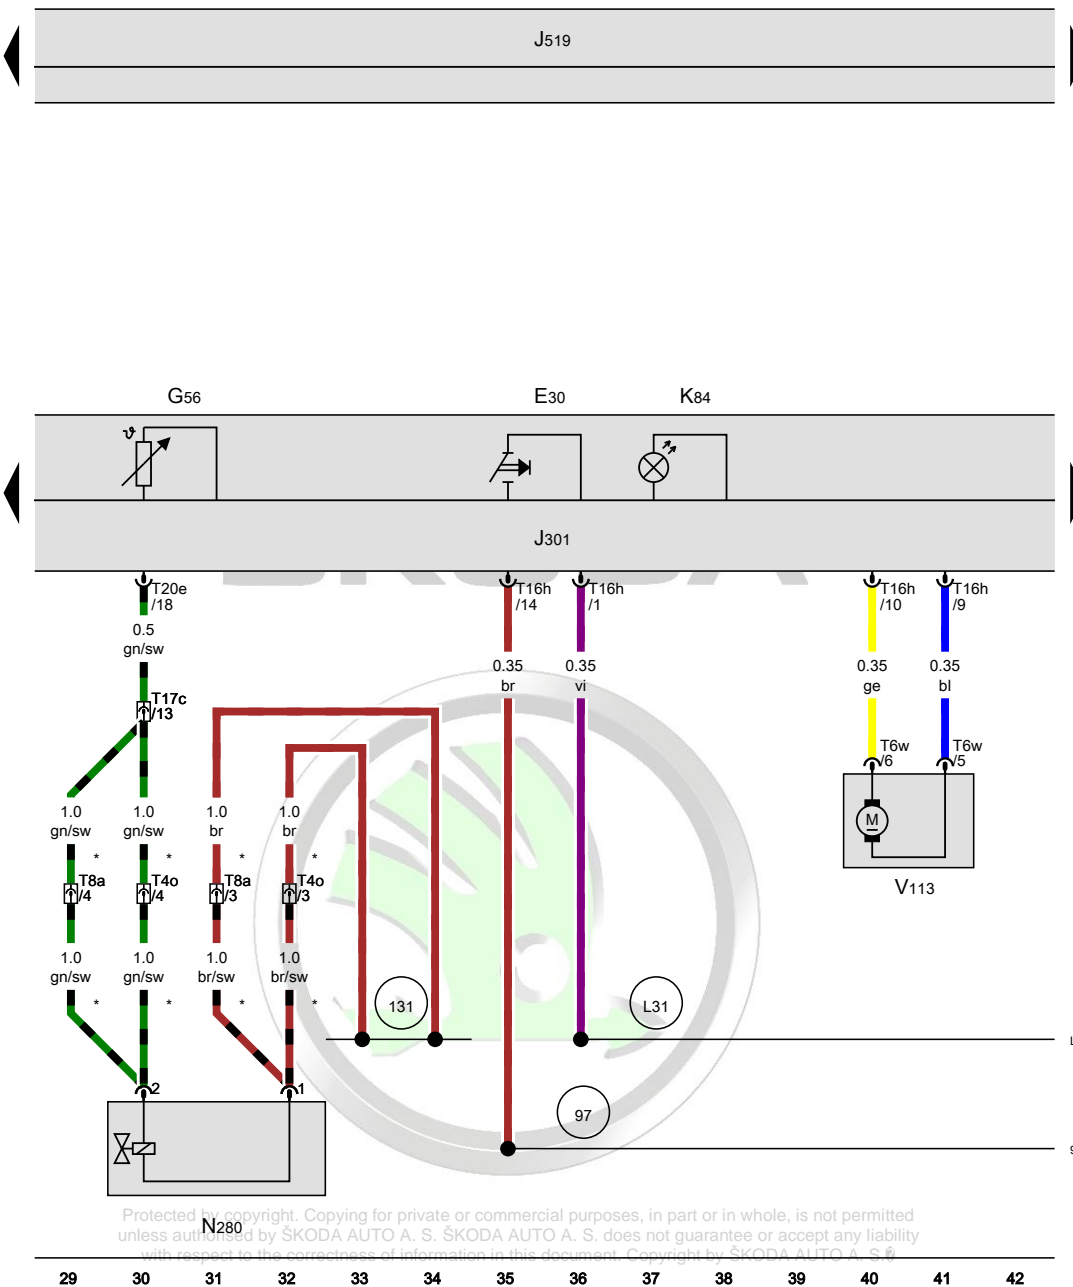 J519
G56 E30 K84
J301
T20e T16h T16h T16h T16h
/18 /14 /1 /10 /9
0.5
gn/sw
0.35 0.35 0.35 0.35
br vi ge bl
T17c
/13
T6w T6w
/6 /5
1.0 1.0 1.0 1.0
gn/sw gn/sw br br
M
* * * *
T8a T4o T8a T4o
/4 /4 /3 /3
V113
1.0 1.0 1.0 1.0
gn/sw gn/sw br/sw br/sw
* * * *
131 L31
L
2 1
97
9
Protected by copyright. Copying for private or commercial purposes, in part or in whole, is not permitted
N280
unless authorised by ŠKODA AUTO A. S. ŠKODA AUTO A. S. does not guarantee or accept any liability
with respect to the correctness of information in this document. Copyright by ŠKODA AUTO A. S.�
29 30 31 32 33 34 35 36 37 38 39 40 41 42